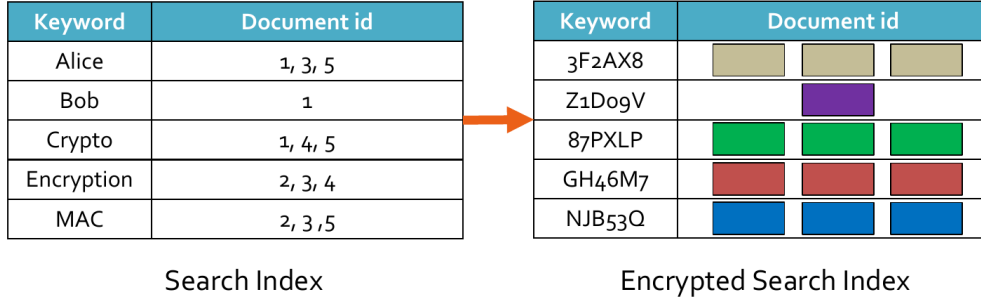 Keyword Document id
Alice 1, 3, 5
Bob 1
Crypto 1, 4, 5
Encryption 2, 3, 4
MAC 2, 3 ,5
Search Index
Keyword Document id
3F2AX8
Z1D09V
87PXLP
GH46M7
NJB53Q
Encrypted Search Index